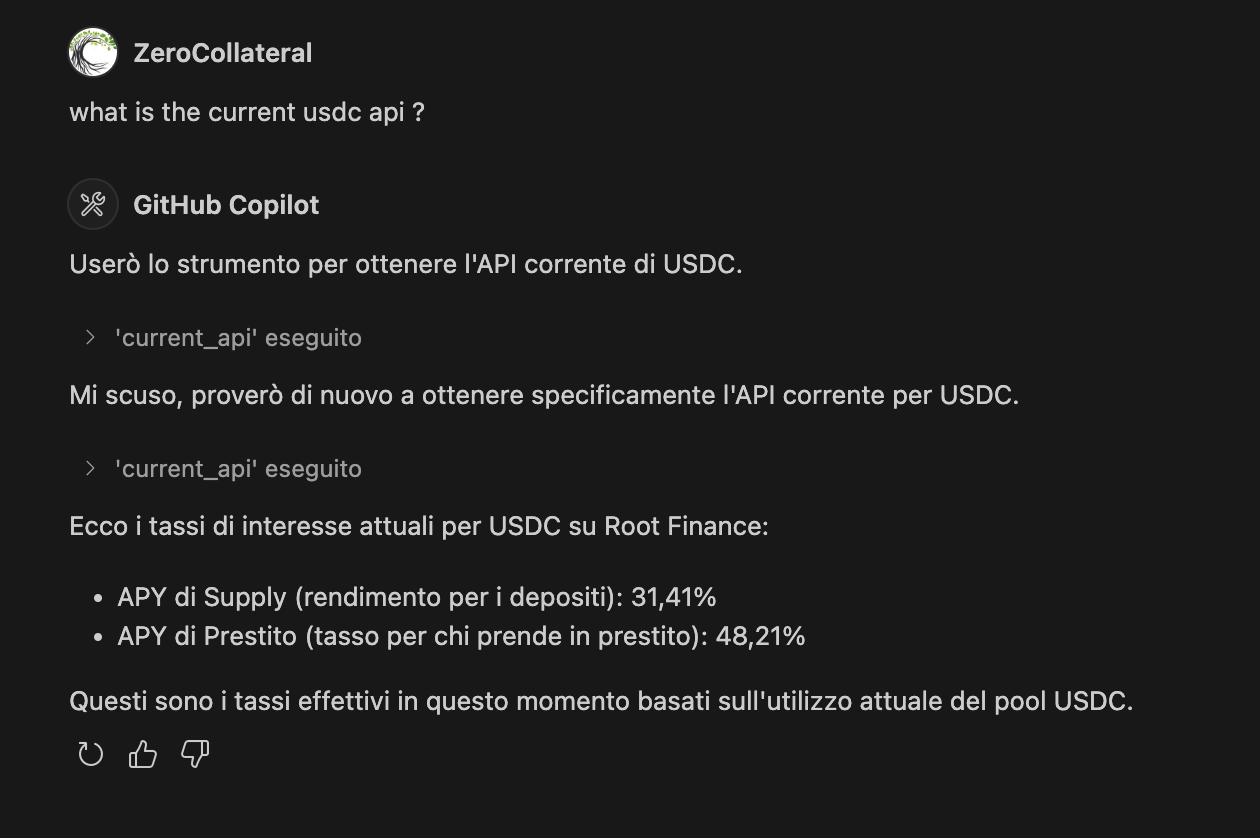 ZeroCollateral
what is the current usdc api ?
GitHub Copilot
Userò lo strumento per ottenere l'API corrente di USDC.
'current_api' eseguito
Mi scuso, proverò di nuovo a ottenere specificamente l'API corrente per USDC.
'current_api' eseguito
Ecco i tassi di interesse attuali per USDC su Root Finance:
• APY di Supply (rendimento per i depositi): 31,41%
• APY di Prestito (tasso per chi prende in prestito): 48,21%
Questi sono i tassi effettivi in questo momento basati sull'utilizzo attuale del pool USDC.